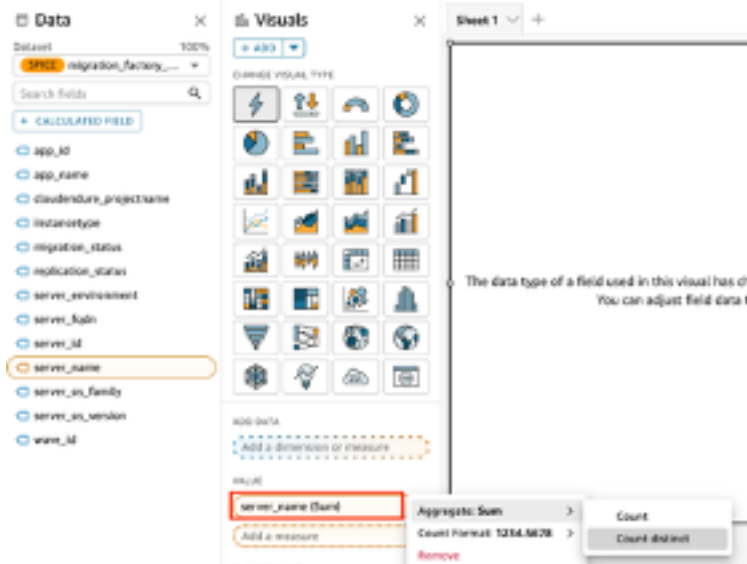 Data
Visuals
Sheet 1
Dataset 100%
SPICE migration_factory_...
+ ADD
CHANGE VISUAL TYPE
Search fields
+ CALCULATED FIELD
app_id
app_name
cloudendure_projectname
instancetype
migration_status
replication_status
server_environment
server_fqdn
server_id
server_name
server_os_family
server_os_version
wave_id
The data type of a field used in this visual has ch
You can adjust field data t
ADD DATA
Add a dimension or measure
VALUE
server_name (Sum)
Add a measure
Aggregate: Sum
Count Format: 1234.5678
Remove
Count
Count distinct